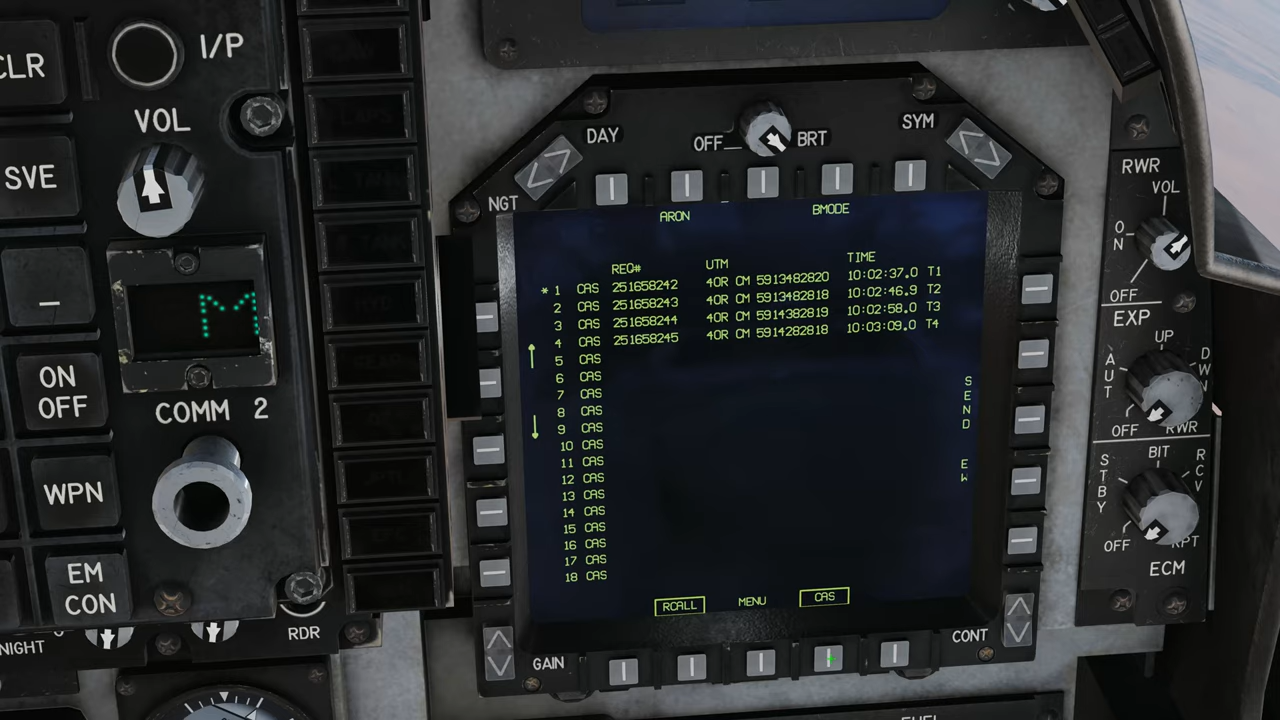 CLR
I/P
VOL
SVE
—
M
ON
OFF
COMM 2
WPN
EM
CON
NIGHT
RDR
NGT
DAY
OFF
BRT
SYM
GAIN
CONT
ARON
BMODE
REQ# UTM TIME
* 1 CAS 251658242 40R CM 5913482820 10:02:37.0 T1
2 CAS 251658243 40R CM 5913482818 10:02:46.9 T2
3 CAS 251658244 40R CM 5914382819 10:02:58.0 T3
4 CAS 251658245 40R CM 5914282818 10:03:09.0 T4
5 CAS
6 CAS
7 CAS
8 CAS
9 CAS
10 CAS
11 CAS
12 CAS
13 CAS
14 CAS
15 CAS
16 CAS
17 CAS
18 CAS
SEND
EW
RCALL
MENU
CAS
RWR
VOL
ON
OFF
EXP
UP
AUT
DWN
OFF
RWR
BIT
STBY
RCV
OFF
RPT
ECM